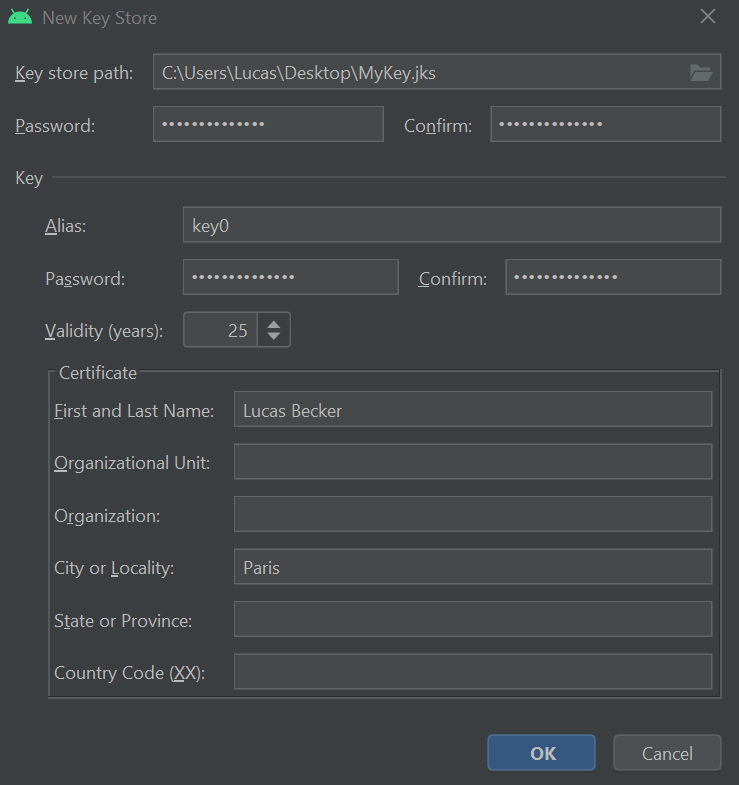 New Key Store
Key store path: C:\Users\Lucas\Desktop\MyKey.jks
Password: •••••••••••••• Confirm: ••••••••••••••
Key
Alias: key0
Password: •••••••••••••• Confirm: ••••••••••••••
Validity (years): 25
Certificate
First and Last Name: Lucas Becker
Organizational Unit:
Organization:
City or Locality: Paris
State or Province:
Country Code (XX):
OK Cancel